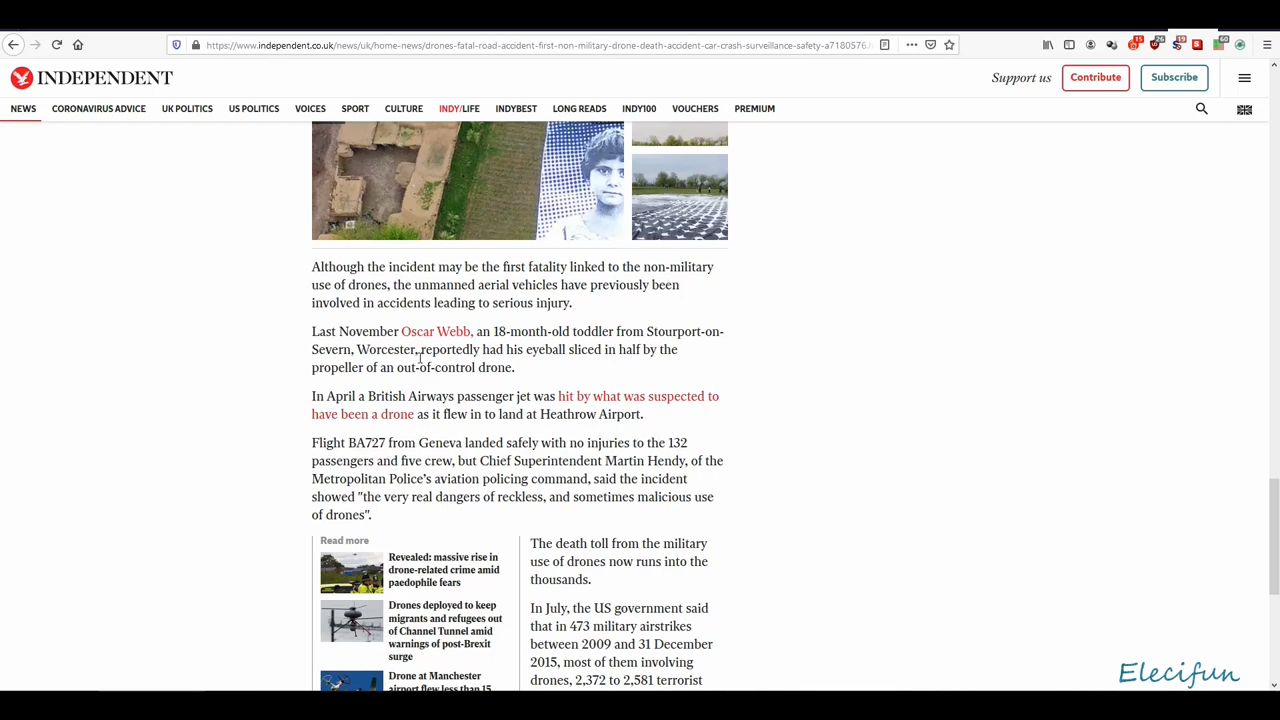 https://www.independent.co.uk/news/uk/home-news/drones-fatal-road-accident-first-non-military-drone-death-accident-car-crash-surveillance-safety-a7180576.h
15
26
19
60
INDEPENDENT
Support us
Contribute
Subscribe
NEWS
CORONAVIRUS ADVICE
UK POLITICS
US POLITICS
VOICES
SPORT
CULTURE
INDY/LIFE
INDYBEST
LONG READS
INDY100
VOUCHERS
PREMIUM
Although the incident may be the first fatality linked to the non-military
use of drones, the unmanned aerial vehicles have previously been
involved in accidents leading to serious injury.
Last November Oscar Webb, an 18-month-old toddler from Stourport-on-
Severn, Worcester, reportedly had his eyeball sliced in half by the
propeller of an out-of-control drone.
In April a British Airways passenger jet was hit by what was suspected to
have been a drone as it flew in to land at Heathrow Airport.
Flight BA727 from Geneva landed safely with no injuries to the 132
passengers and five crew, but Chief Superintendent Martin Hendy, of the
Metropolitan Police’s aviation policing command, said the incident
showed "the very real dangers of reckless, and sometimes malicious use
of drones".
Read more
Revealed: massive rise in
drone-related crime amid
paedophile fears
Drones deployed to keep
migrants and refugees out
of Channel Tunnel amid
warnings of post-Brexit
surge
Drone at Manchester
airport flew less than 15
The death toll from the military
use of drones now runs into the
thousands.
In July, the US government said
that in 473 military airstrikes
between 2009 and 31 December
2015, most of them involving
drones, 2,372 to 2,581 terrorist
Elecifun